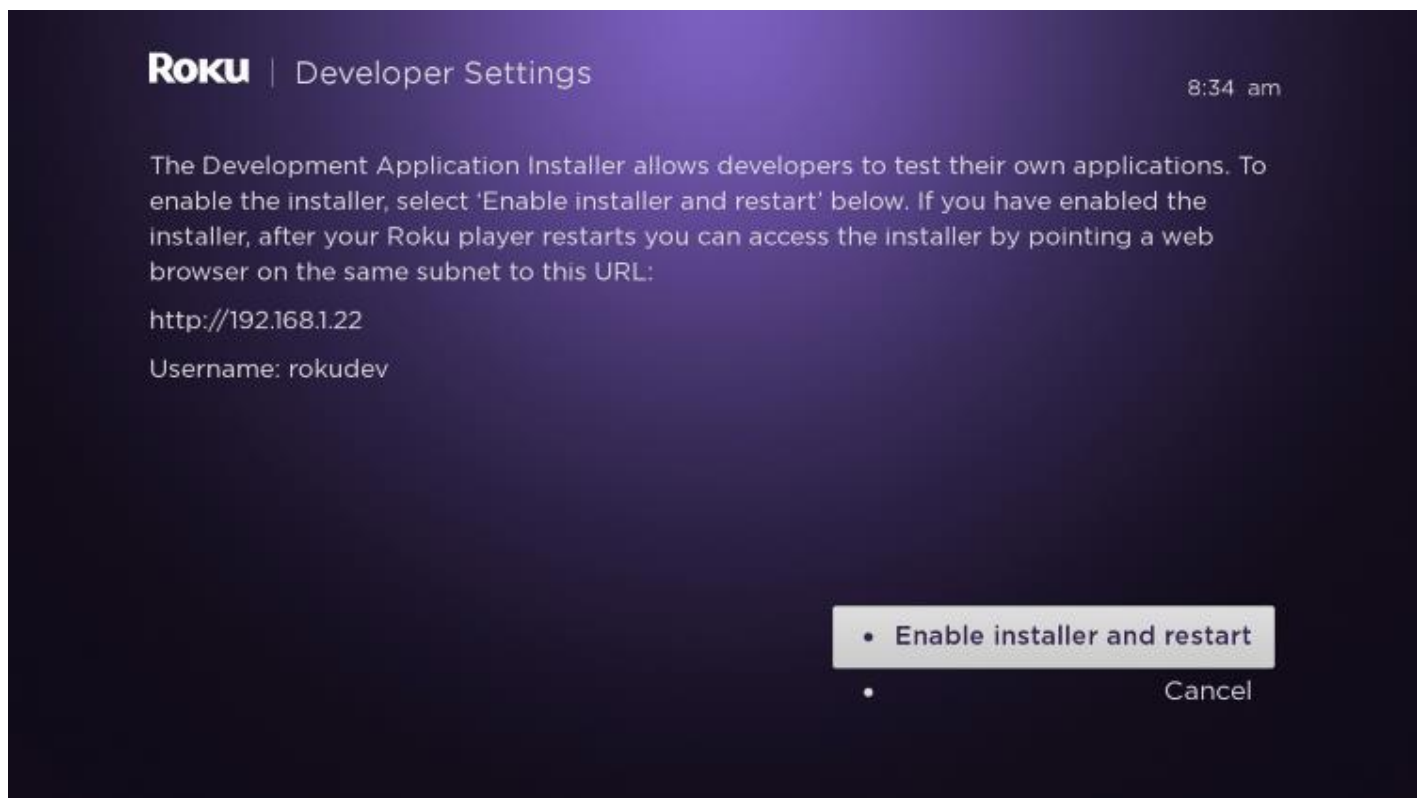 Roku | Developer Settings
8:34 am
The Development Application Installer allows developers to test their own applications. To
enable the installer, select ‘Enable installer and restart’ below. If you have enabled the
installer, after your Roku player restarts you can access the installer by pointing a web
browser on the same subnet to this URL:
http://192.168.1.22
Username: rokudev
• Enable installer and restart
• Cancel